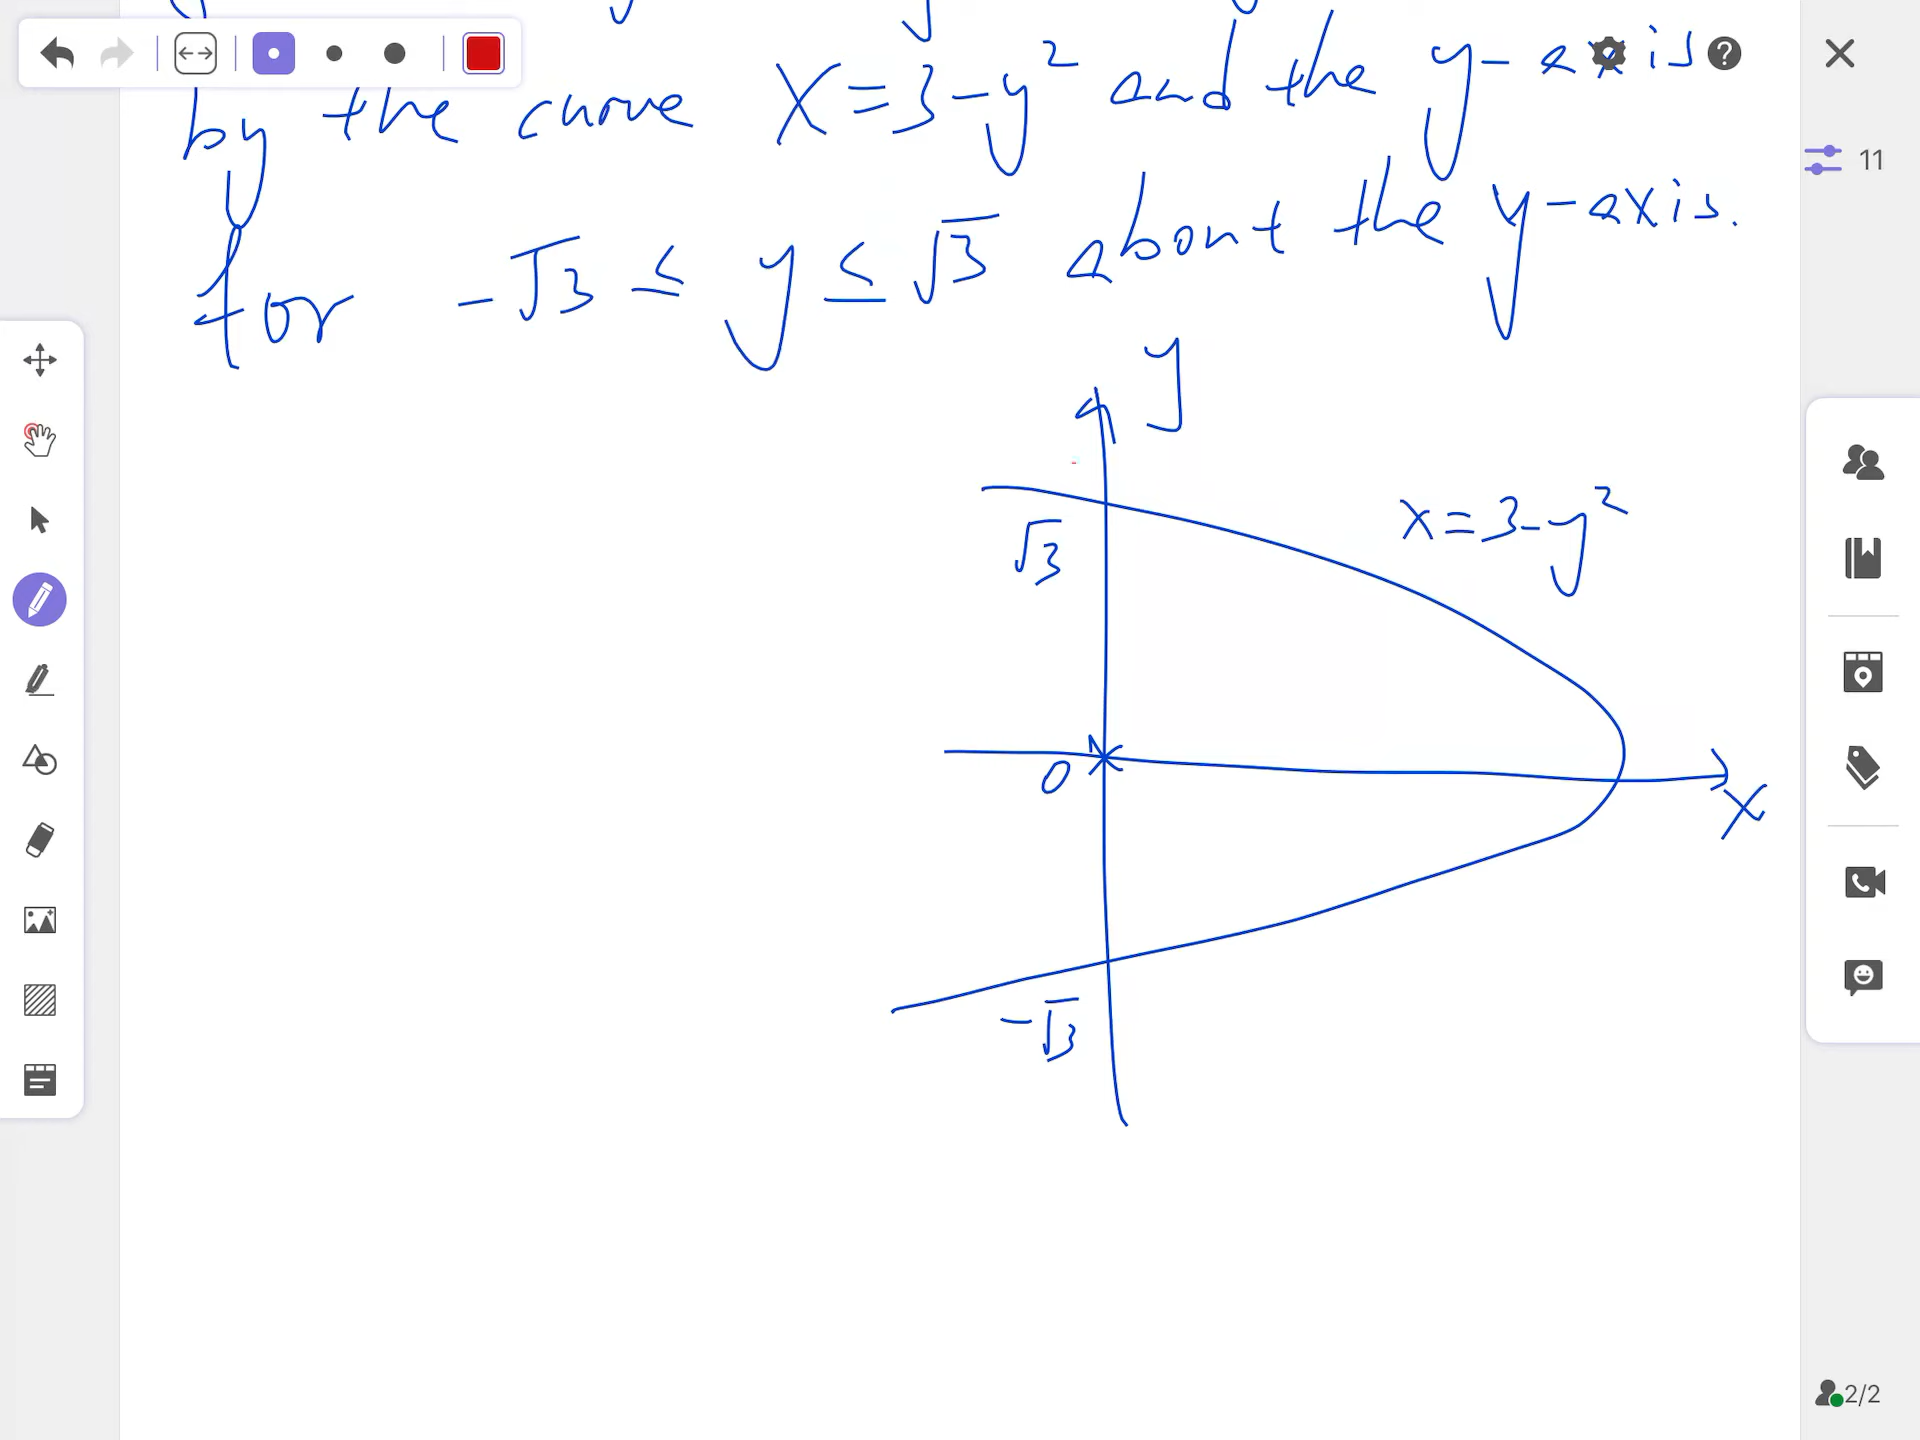 by the curve x=3-y² and the y-axis
for -√3 ≤ y ≤ √3 about the y-axis.
y
√3
x=3-y²
0
x
-√3
11
2/2